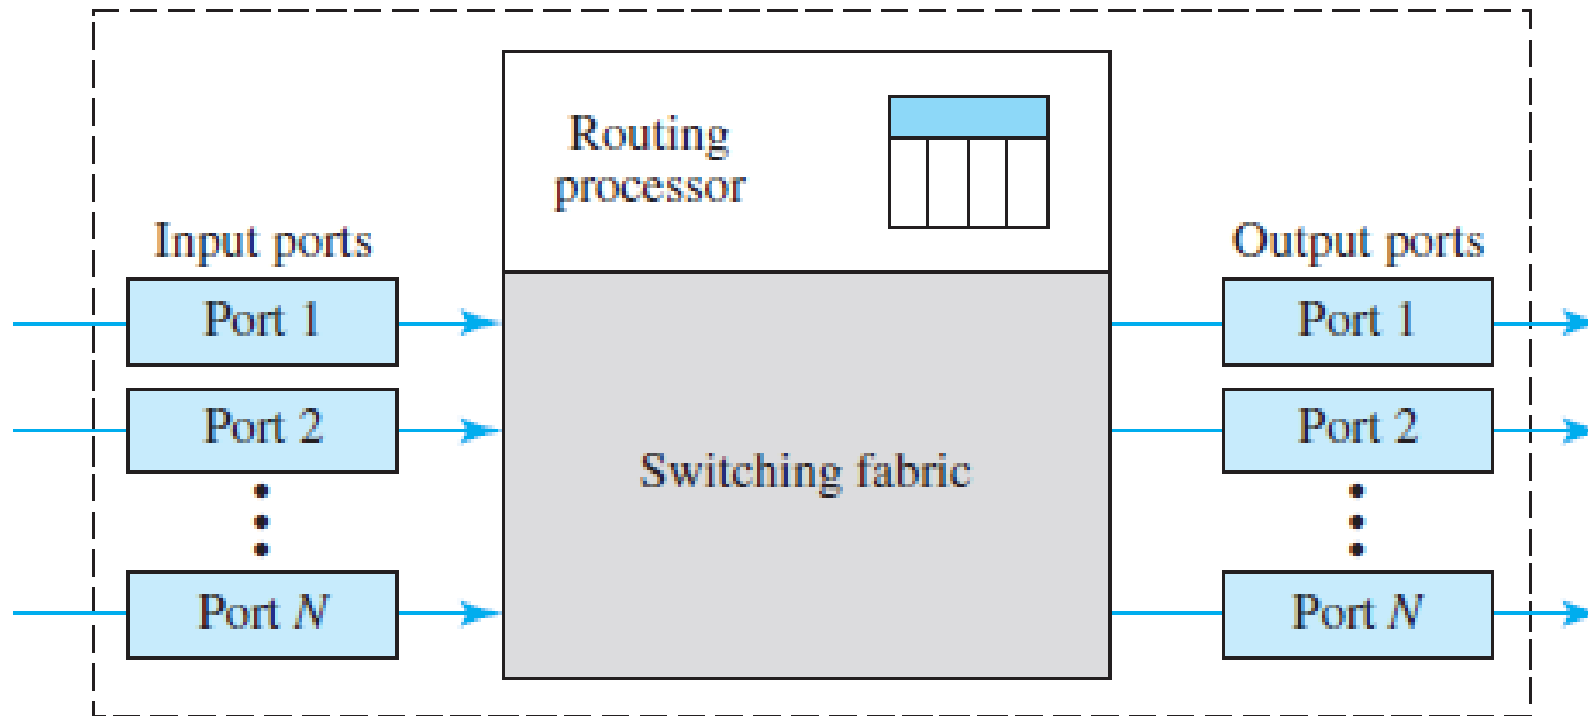 Routing
processor
Input ports
Output ports
Port 1
Port 1
Port 2
Port 2
Switching fabric
Port N
Port N